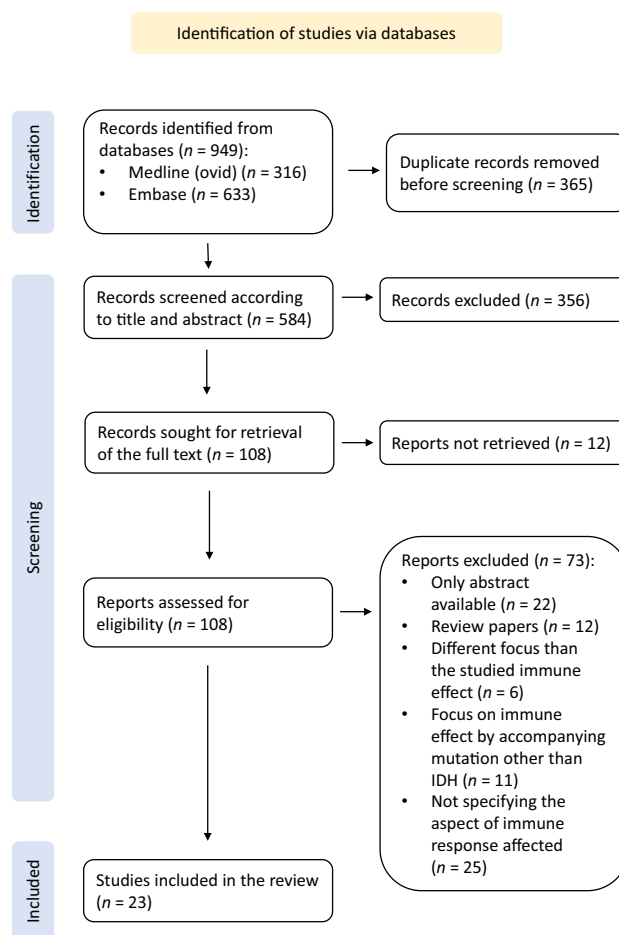 Identification of studies via databases
Identification
Records identified from
databases (n = 949):
• Medline (ovid) (n = 316)
• Embase (n = 633)
Duplicate records removed
before screening (n = 365)
Screening
Records screened according
to title and abstract (n = 584)
Records excluded (n = 356)
Records sought for retrieval
of the full text (n = 108)
Reports not retrieved (n = 12)
Reports assessed for
eligibility (n = 108)
Reports excluded (n = 73):
• Only abstract
available (n = 22)
• Review papers (n = 12)
• Different focus than
the studied immune
effect (n = 6)
• Focus on immune
effect by accompanying
mutation other than
IDH (n = 11)
• Not specifying the
aspect of immune
response affected
(n = 25)
Included
Studies included in the review
(n = 23)